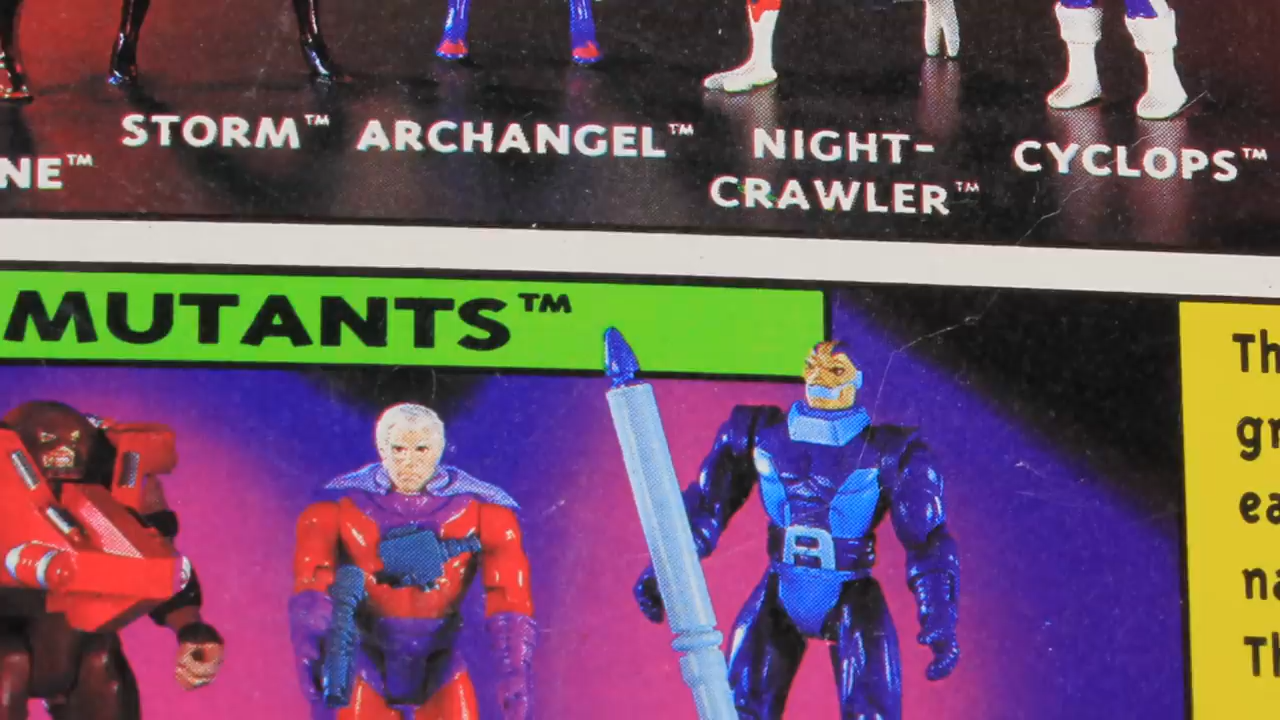 STORM™ ARCHANGEL™ NIGHT-
CRAWLER™
CYCLOPS™
NE™
MUTANTS™
Th
gr
ea
na
Th